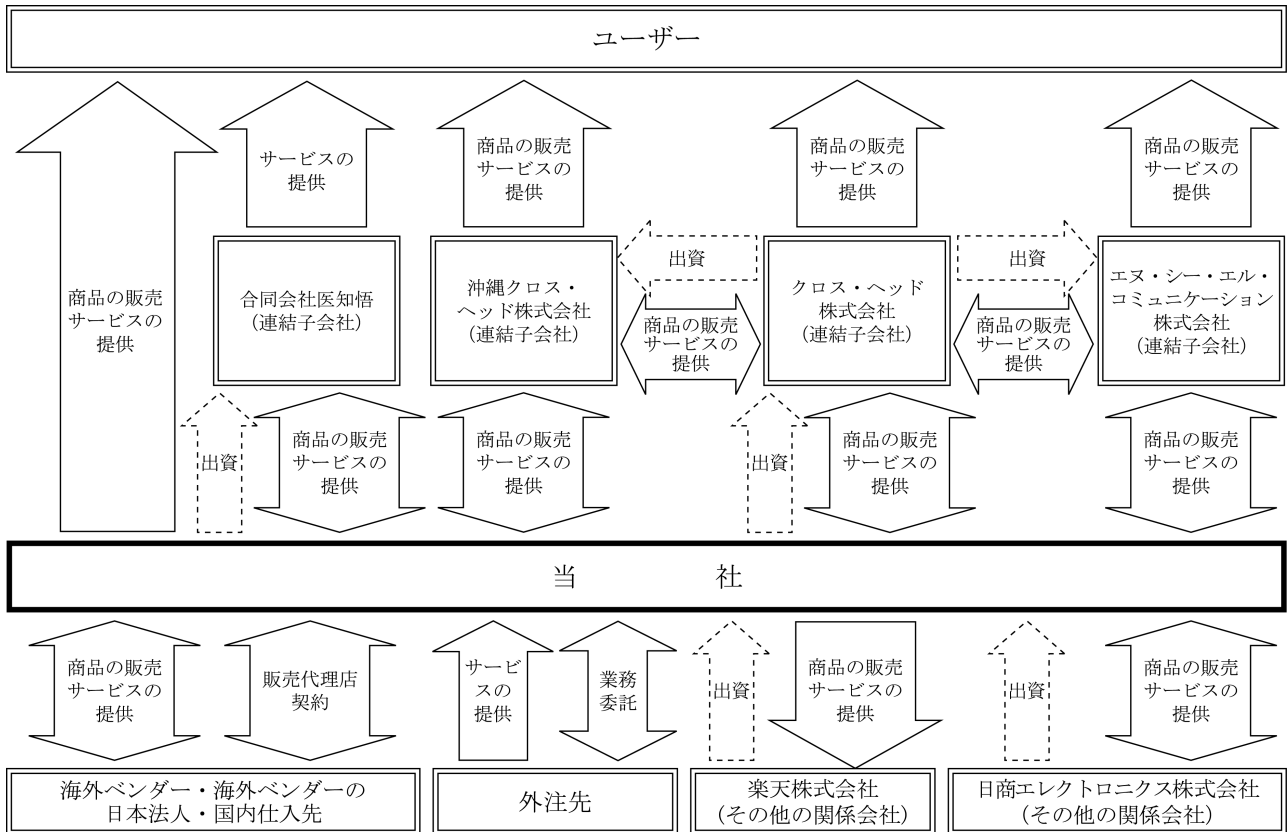 ユーザー
サービスの
提供
商品の販売
サービスの
提供
商品の販売
サービスの
提供
商品の販売
サービスの
提供
商品の販売
サービスの
提供
合同会社医知悟
(連結子会社)
沖縄クロス・
ヘッド株式会社
(連結子会社)
出資
商品の販売
サービスの
提供
クロス・ヘッド
株式会社
(連結子会社)
出資
商品の販売
サービスの
提供
エヌ・シー・エル・
コミュニケーション
株式会社
(連結子会社)
出資
商品の販売
サービスの
提供
商品の販売
サービスの
提供
出資
商品の販売
サービスの
提供
商品の販売
サービスの
提供
当 社
商品の販売
サービスの
提供
販売代理店
契約
サービ
スの
提供
業務
委託
出資
商品の販売
サービスの
提供
出資
商品の販売
サービスの
提供
海外ベンダー・海外ベンダーの
日本法人・国内仕入先
外注先
楽天株式会社
(その他の関係会社)
日商エレクトロニクス株式会社
(その他の関係会社)